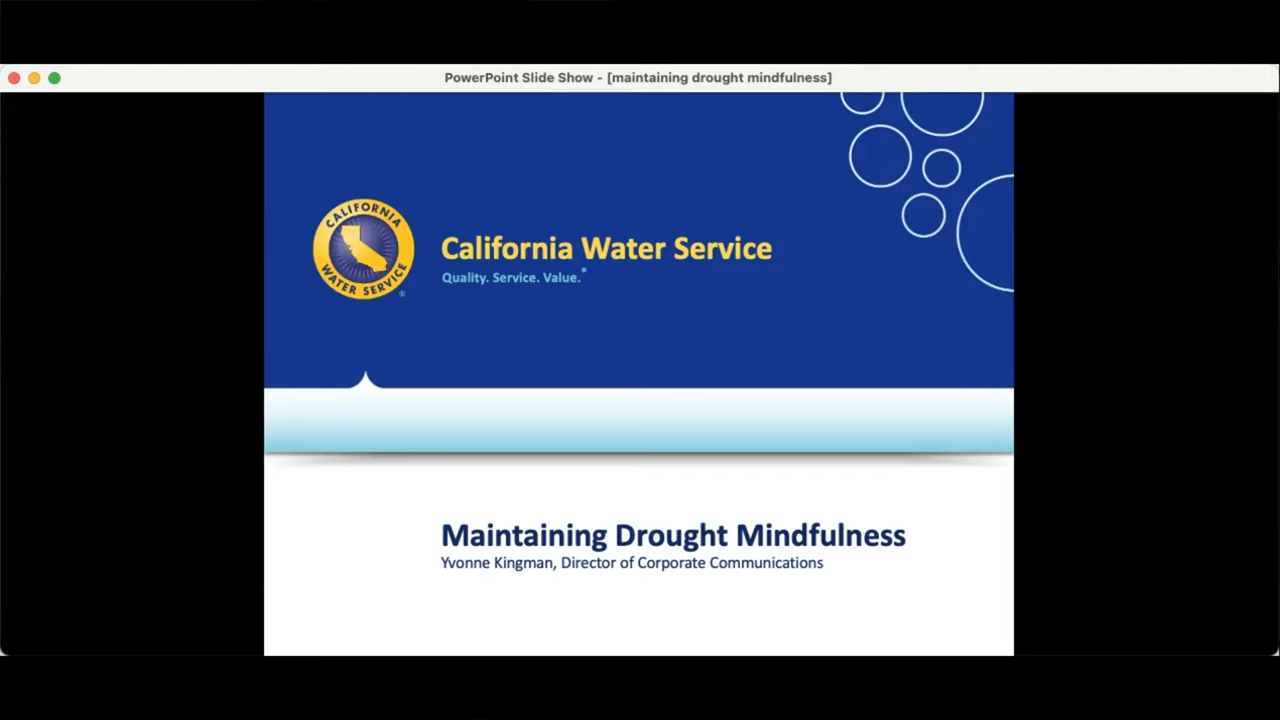 PowerPoint Slide Show - [maintaining drought mindfulness]
CALIFORNIA
WATER SERVICE
®
California Water Service
Quality. Service. Value.®
Maintaining Drought Mindfulness
Yvonne Kingman, Director of Corporate Communications